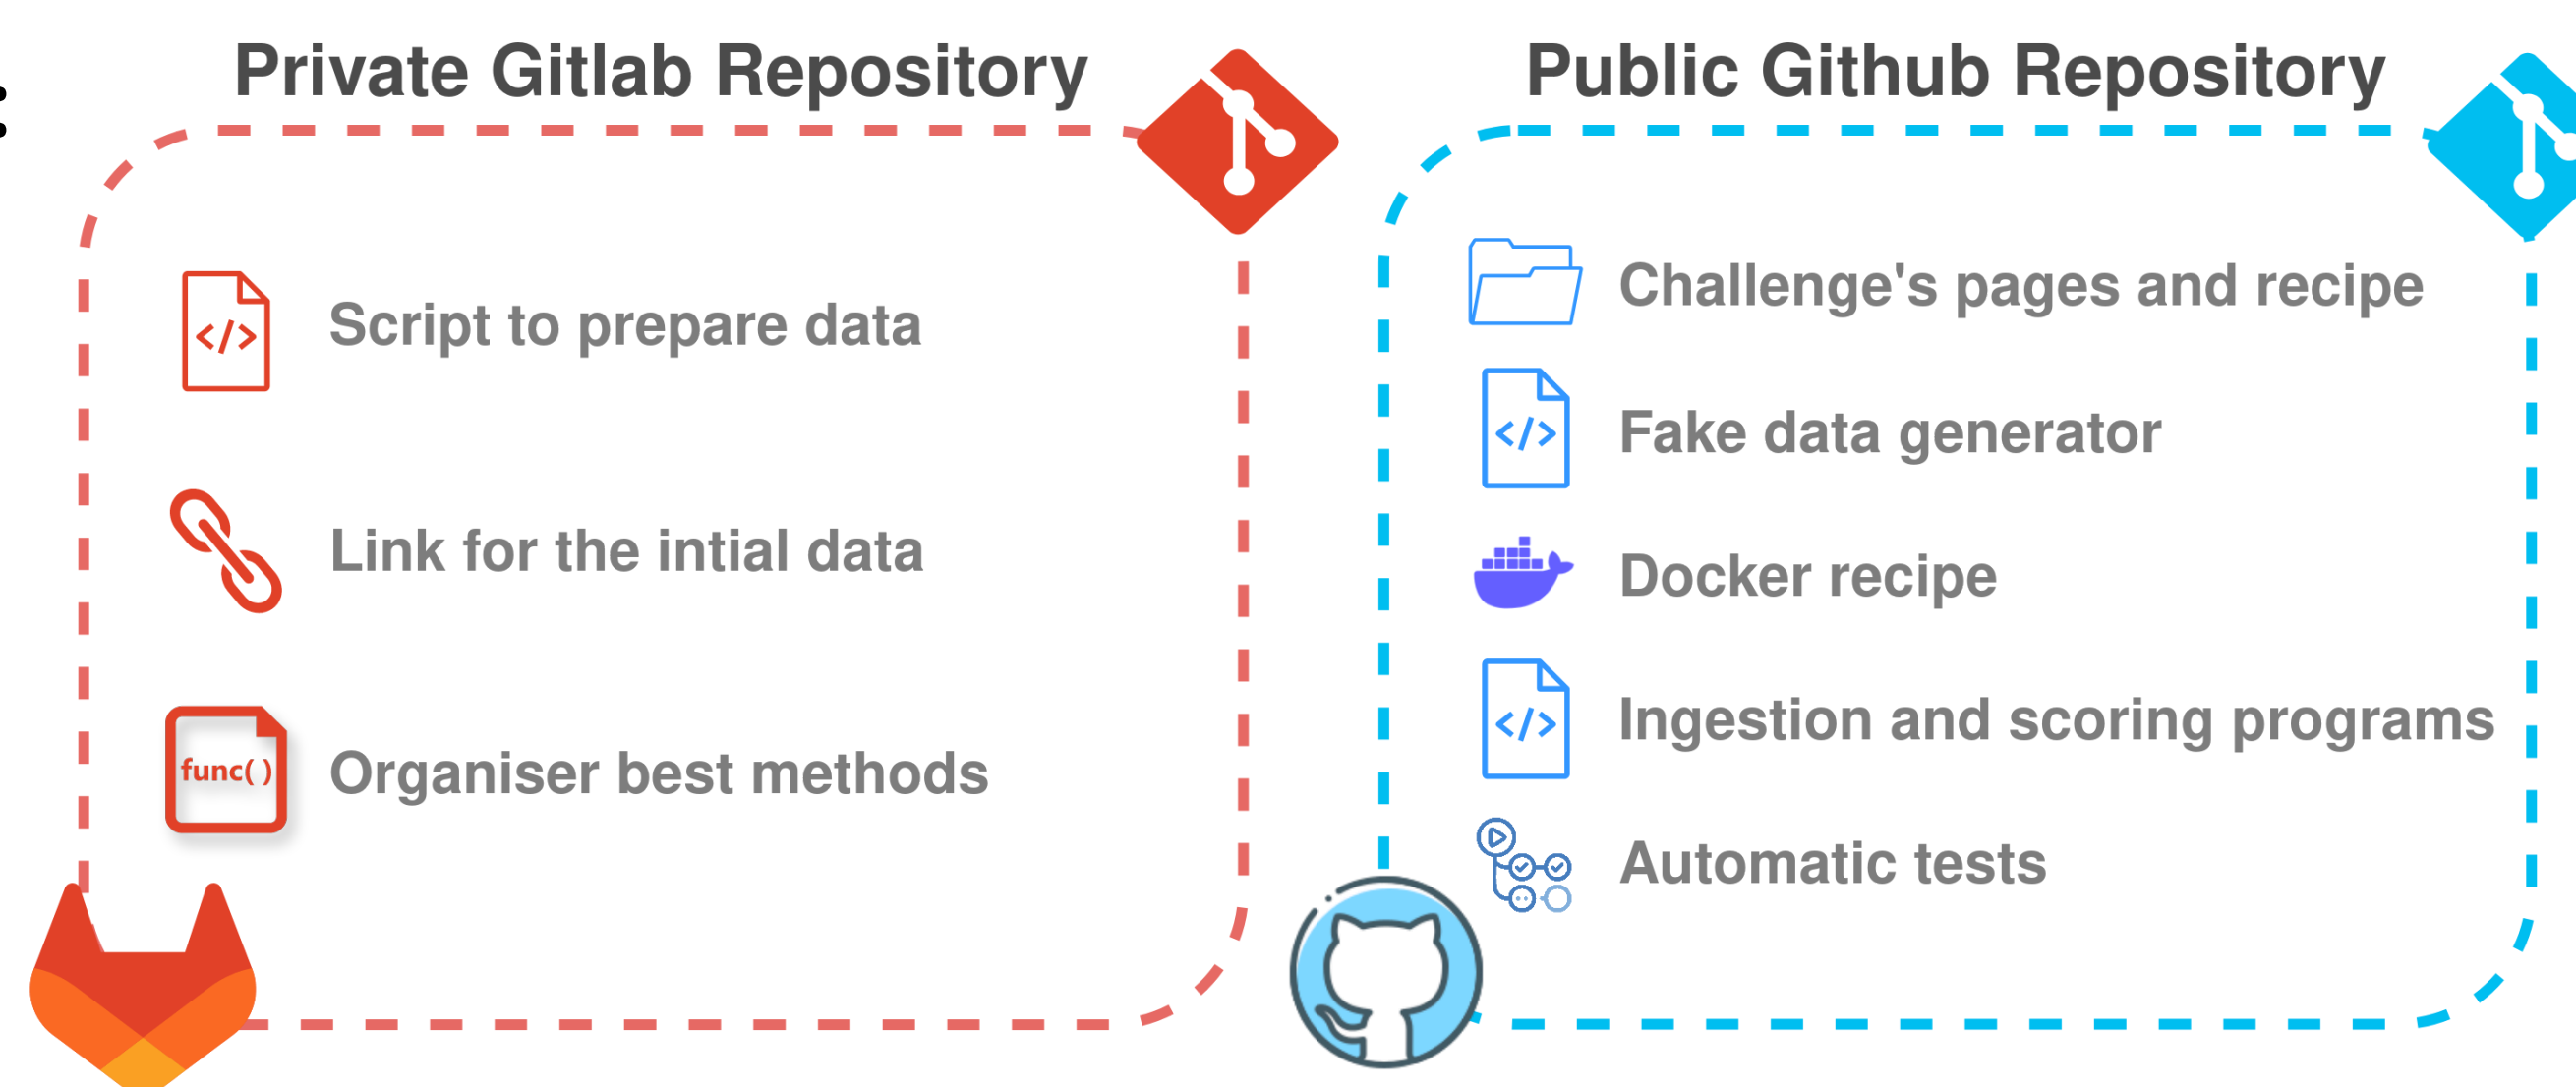 Private Gitlab Repository
Script to prepare data
Link for the intial data
func()
Organiser best methods
Public Github Repository
Challenge's pages and recipe
</>
Fake data generator
Docker recipe
</>
Ingestion and scoring programs
Automatic tests